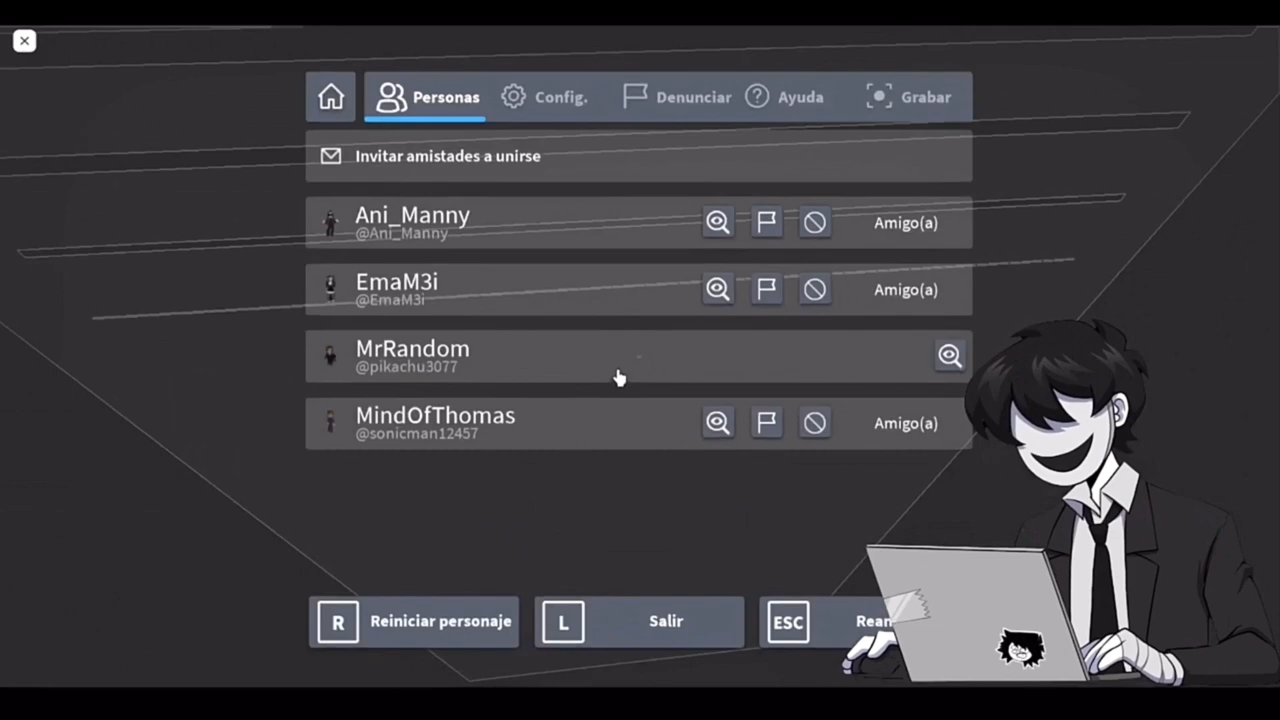 Personas Config. Denunciar Ayuda Grabar
Invitar amistades a unirse
Ani_Manny
@Ani_Manny
Amigo(a)
EmaM3i
@EmaM3i
Amigo(a)
MrRandom
@pikachu3077
MindOfThomas
@sonicman12457
Amigo(a)
R Reiniciar personaje L Salir ESC Rean